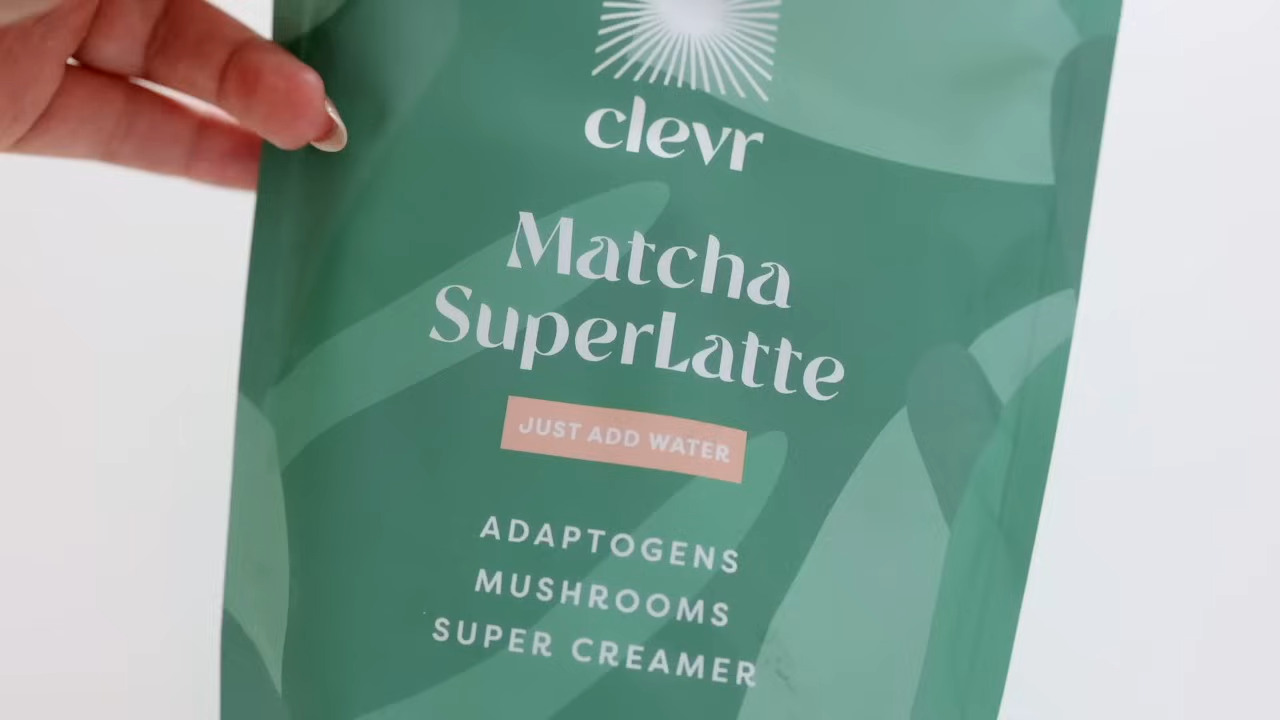 clevr
Matcha
SuperLatte
JUST ADD WATER
ADAPTOGENS
MUSHROOMS
SUPER CREAMER